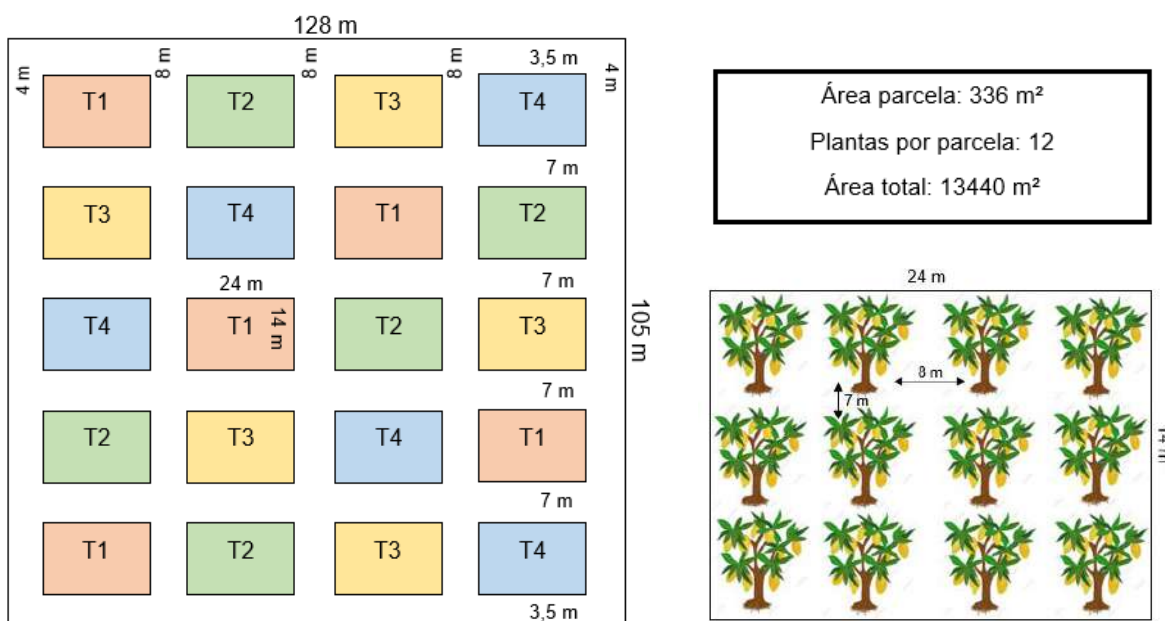 128 m
4 m
8 m
8 m
8 m
3,5 m
4 m
T1
T2
T3
T4
7 m
T3
T4
T1
T2
24 m
7 m
T4
T1
14 m
T2
T3
105 m
7 m
T2
T3
T4
T1
7 m
T1
T2
T3
T4
3,5 m
Área parcela: 336 m²
Plantas por parcela: 12
Área total: 13440 m²
24 m
8 m
7 m
14 m